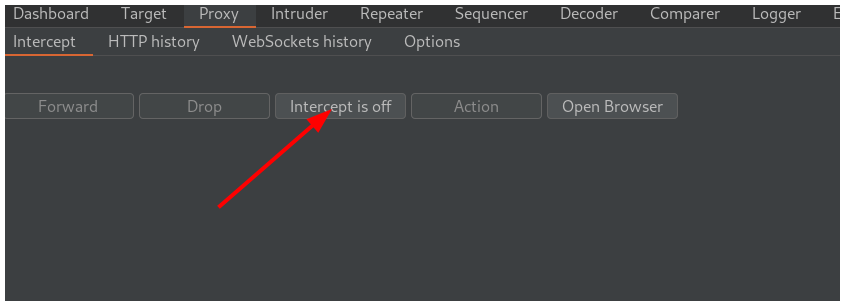 Dashboard Target Proxy Intruder Repeater Sequencer Decoder Comparer Logger
Intercept HTTP history WebSockets history Options
Forward Drop Intercept is off Action Open Browser